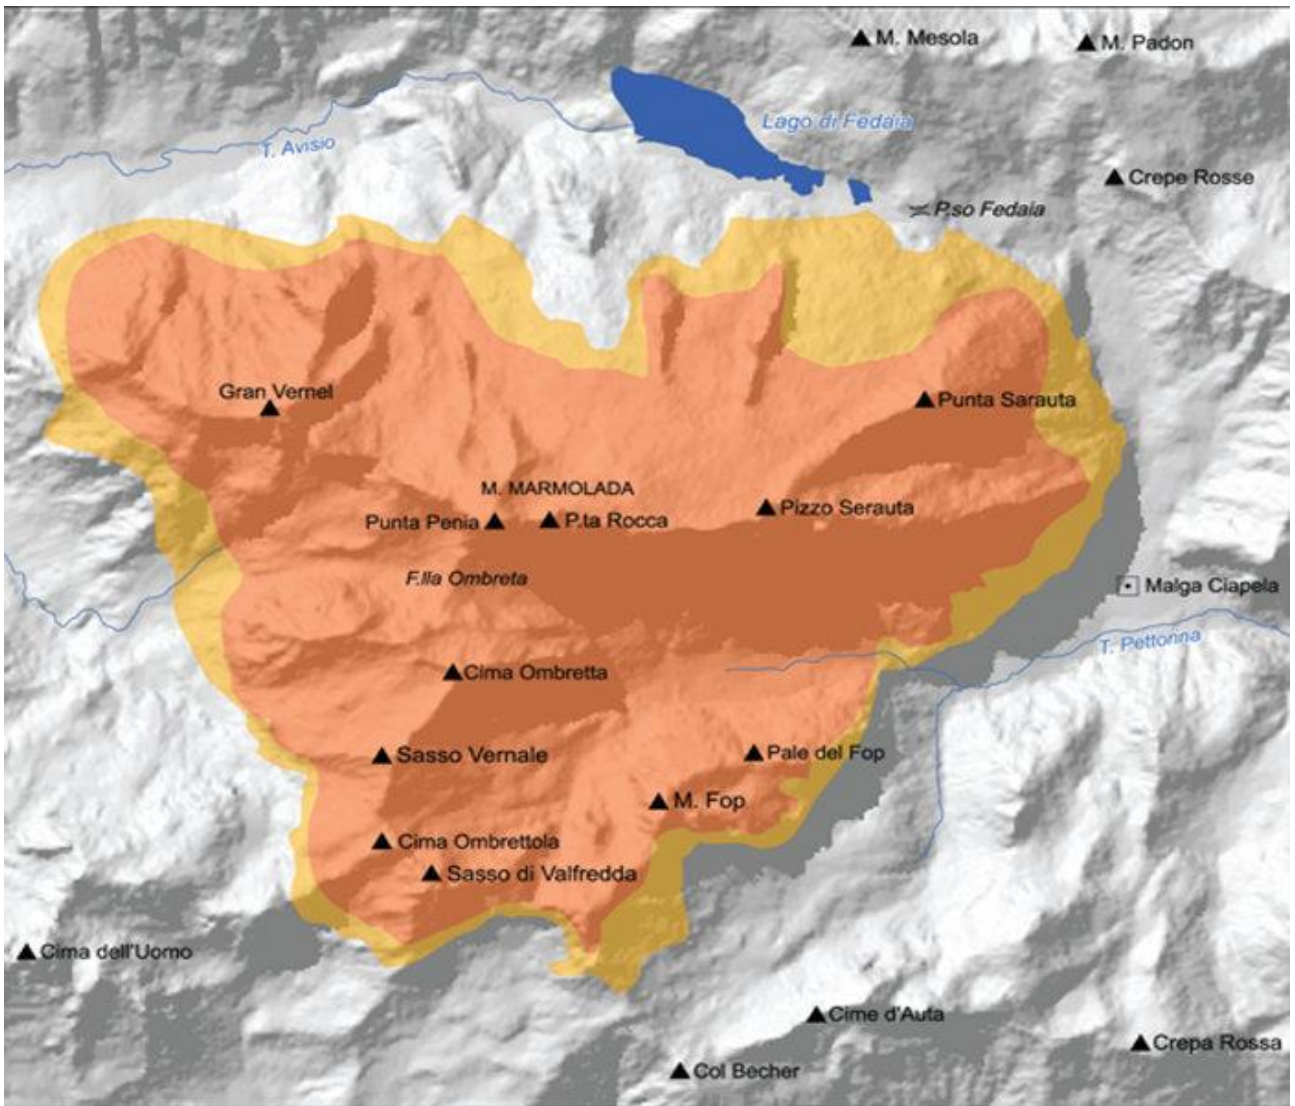 M. Mesola
M. Padon
Lago di Fedaia
T. Avisio
Crepe Rosse
P.so Fedaia
Gran Vernel
Punta Sarauta
M. MARMOLADA
Punta Penia
P.ta Rocca
Pizzo Serauta
F.lla Ombreta
Malga Ciapela
T. Pettorina
Cima Ombretta
Sasso Vernale
Pale del Fop
M. Fop
Cima Ombrettola
Sasso di Valfredda
Cima dell'Uomo
Cime d'Auta
Crepa Rossa
Col Becher